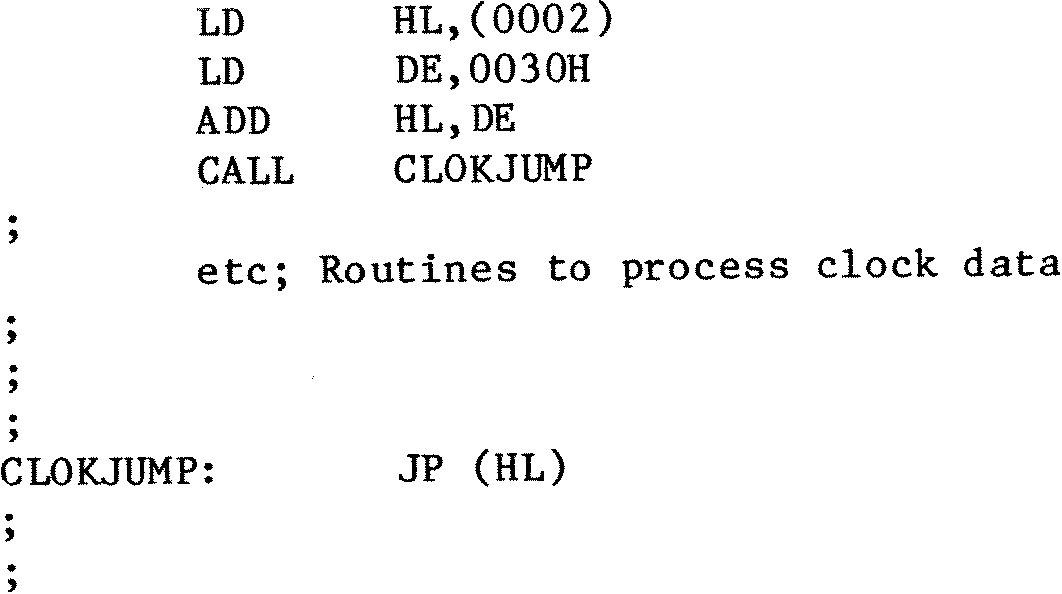 LD HL,(0002)
LD DE,0030H
ADD HL,DE
CALL CLOKJUMP
;
etc; Routines to process clock data
;
;
;
CLOKJUMP: JP (HL)
;
;